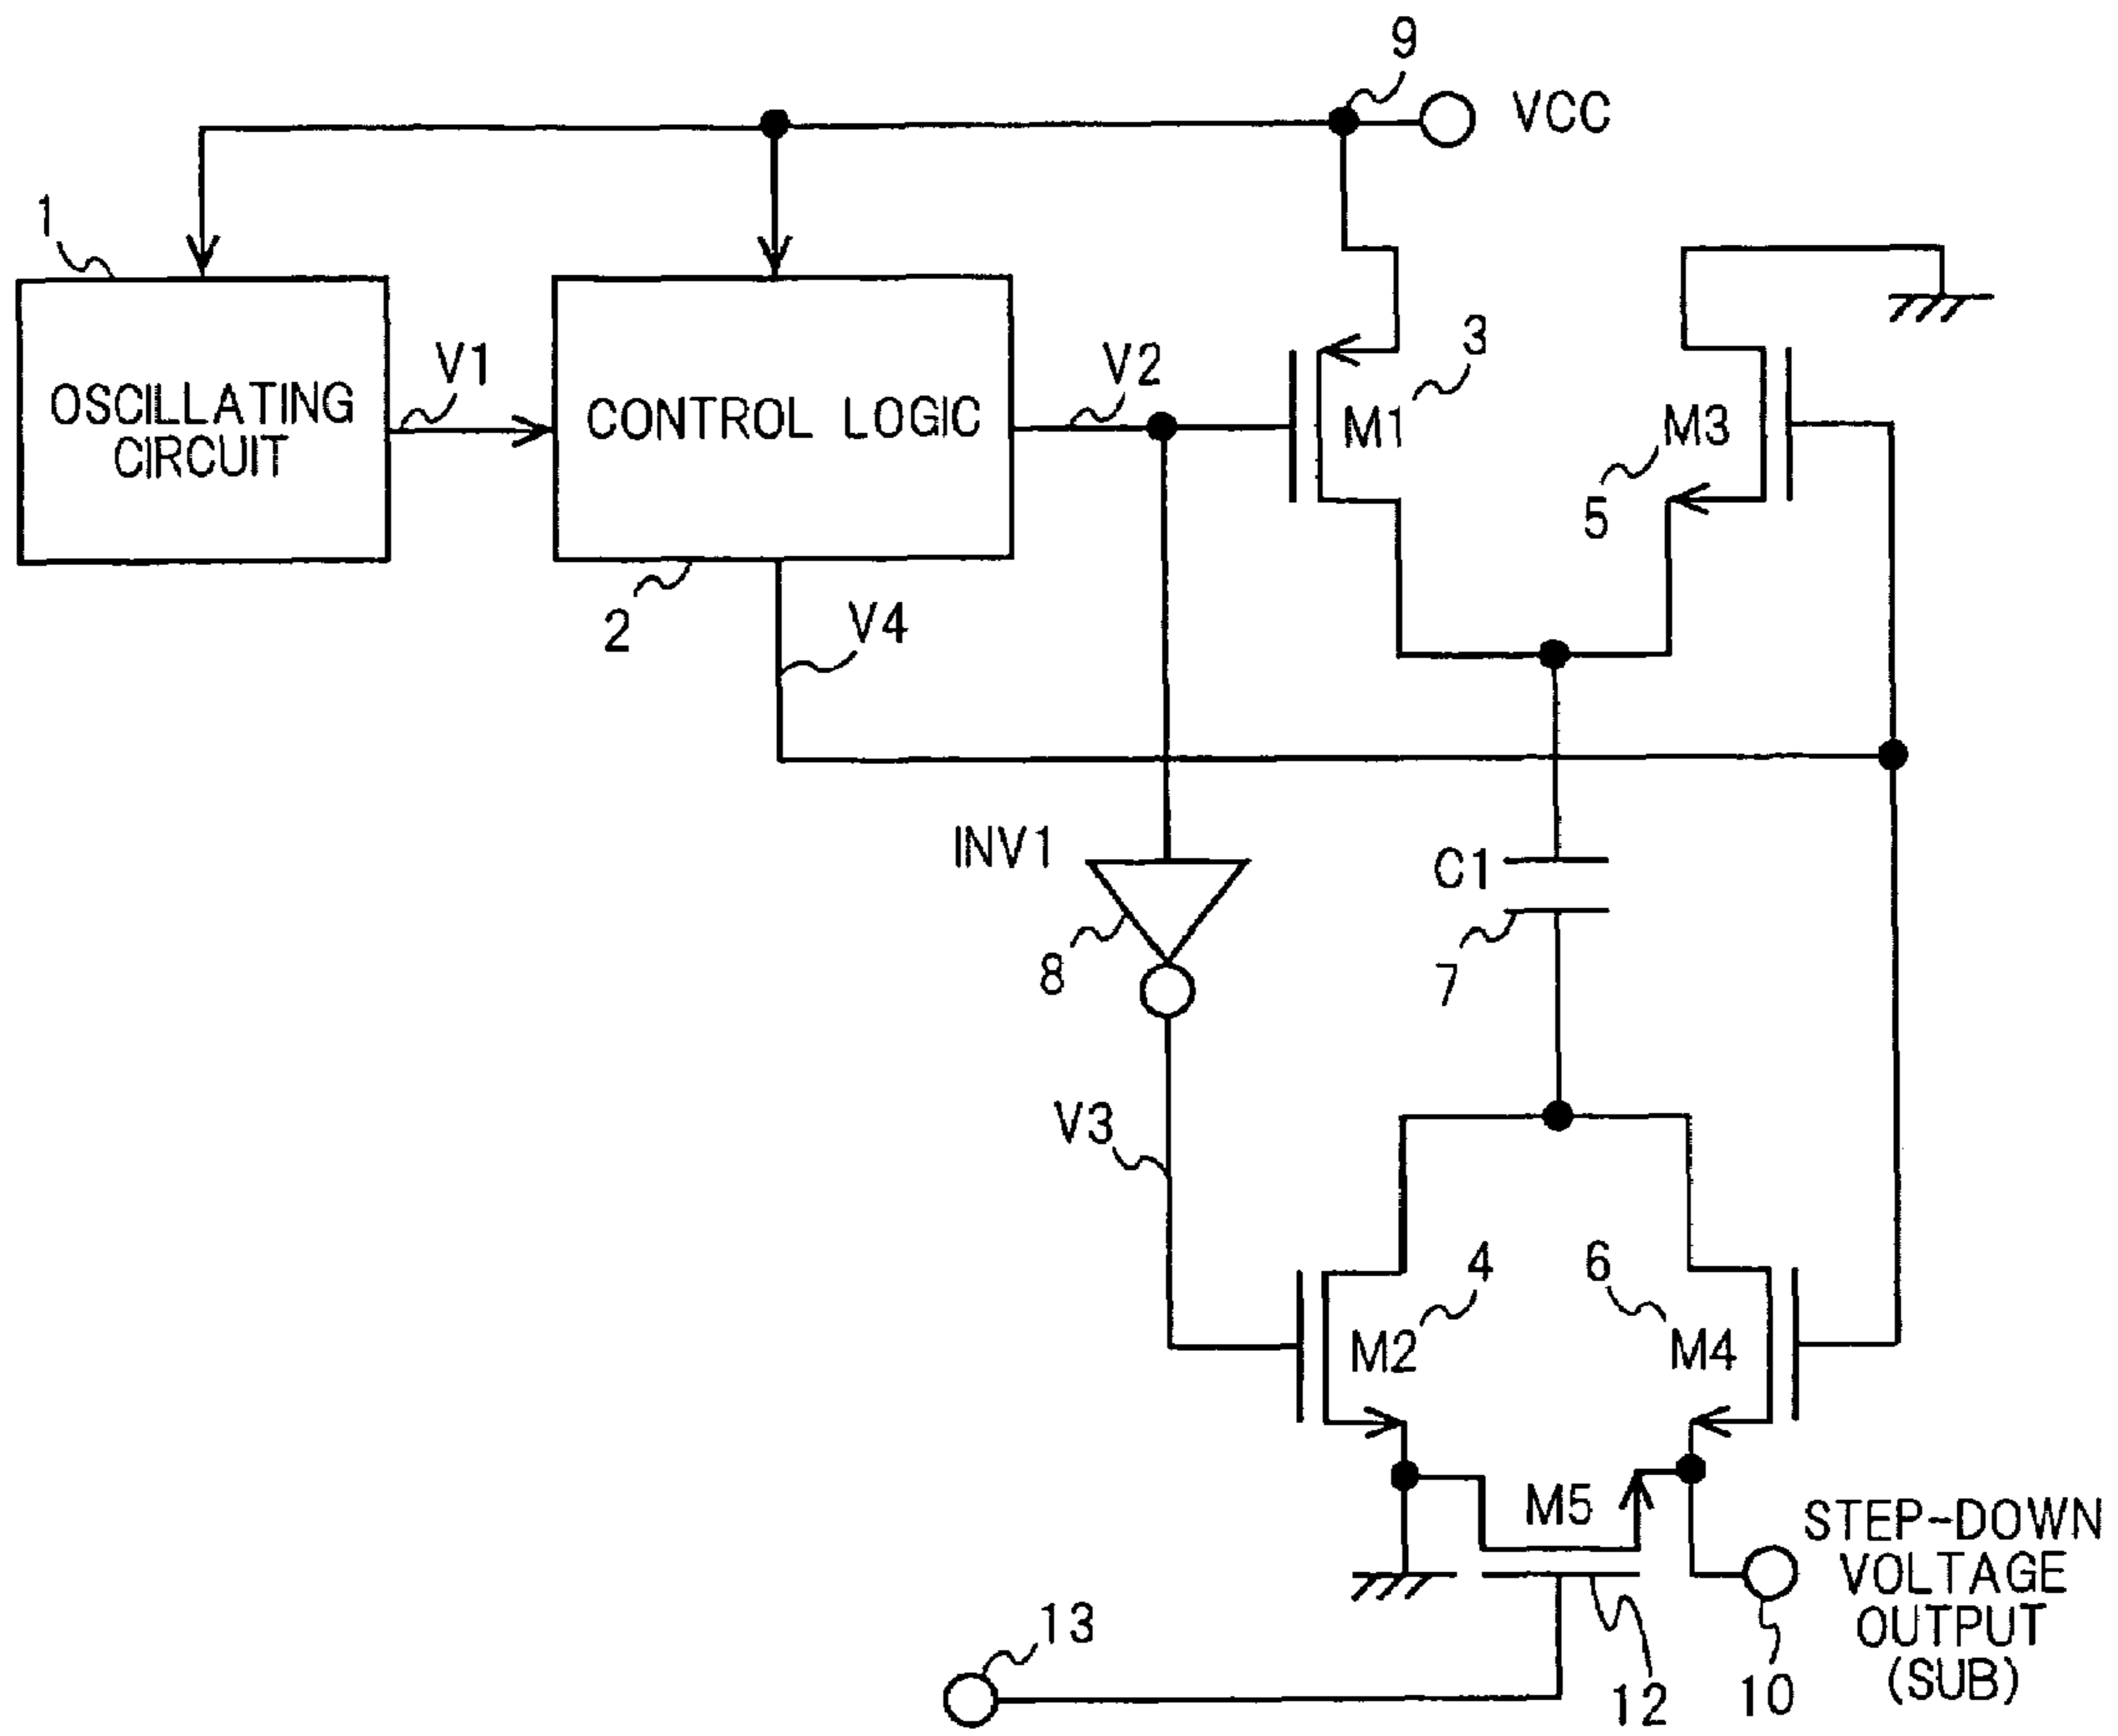 9
VCC
1
V1
V2
3
OSCILLATING
CIRCUIT
CONTROL LOGIC
M1
M3
5
2
V4
INV1
C1
8
7
V3
4
6
M2
M4
M5
STEP-DOWN
VOLTAGE
OUTPUT
(SUB)
13
12
10